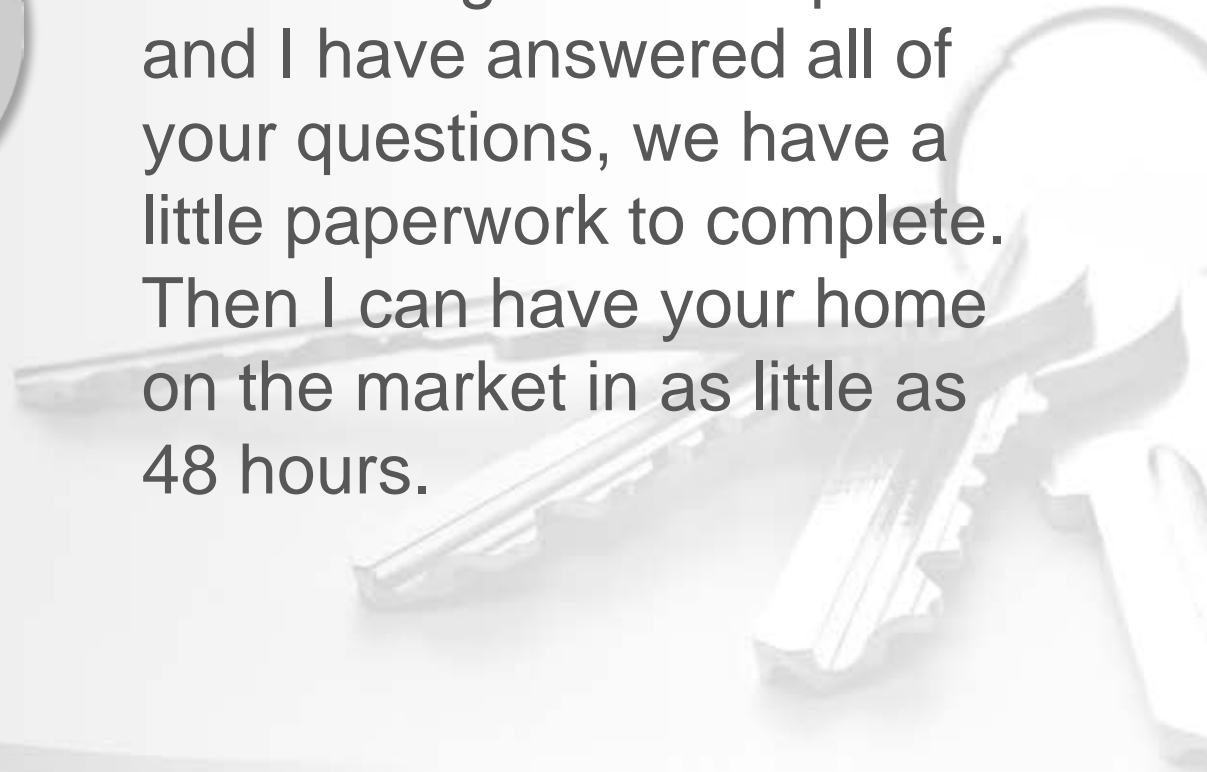 and I have answered all of
your questions, we have a
little paperwork to complete.
Then I can have your home
on the market in as little as
48 hours.